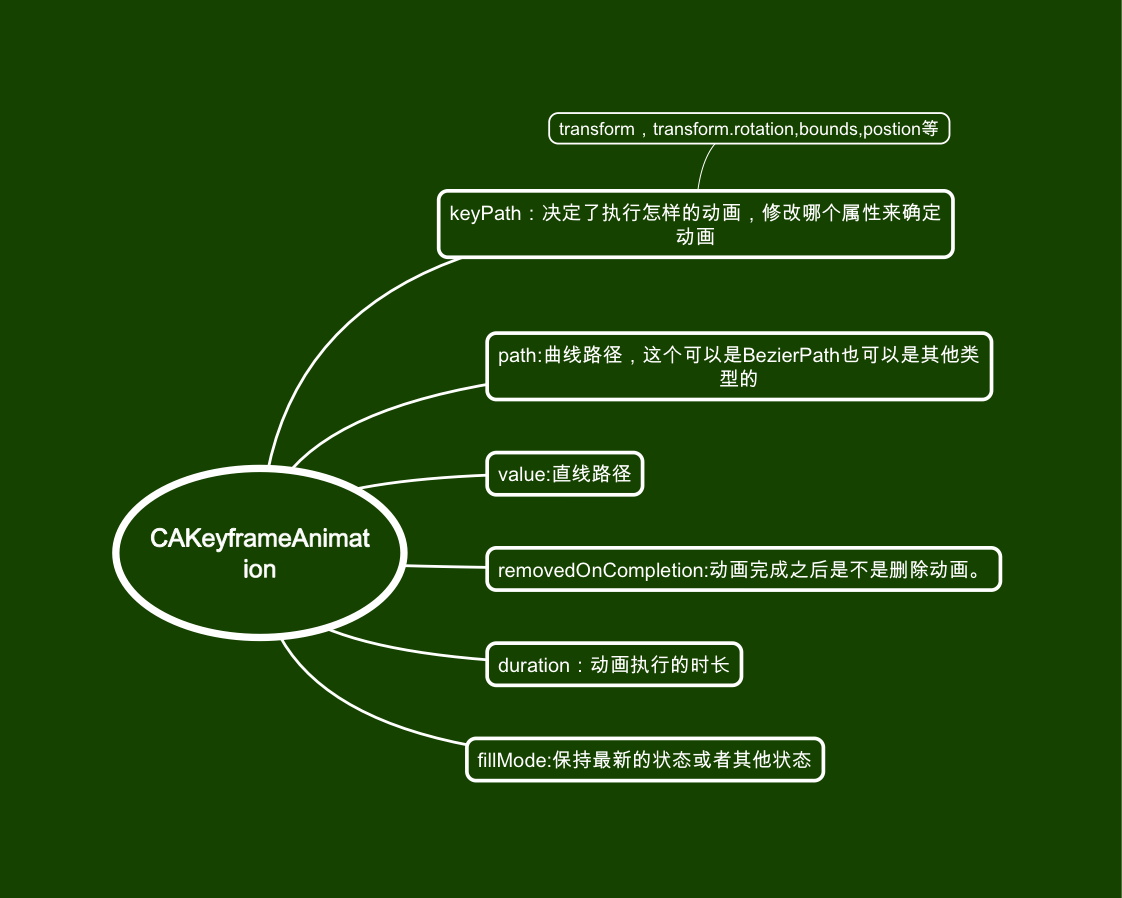 transform，transform.rotation,bounds,postion等
keyPath：决定了执行怎样的动画，修改哪个属性来确定
动画
path:曲线路径，这个可以是BezierPath也可以是其他类
型的
value:直线路径
CAKeyframeAnimat
ion
removedOnCompletion:动画完成之后是不是删除动画。
duration：动画执行的时长
fillMode:保持最新的状态或者其他状态